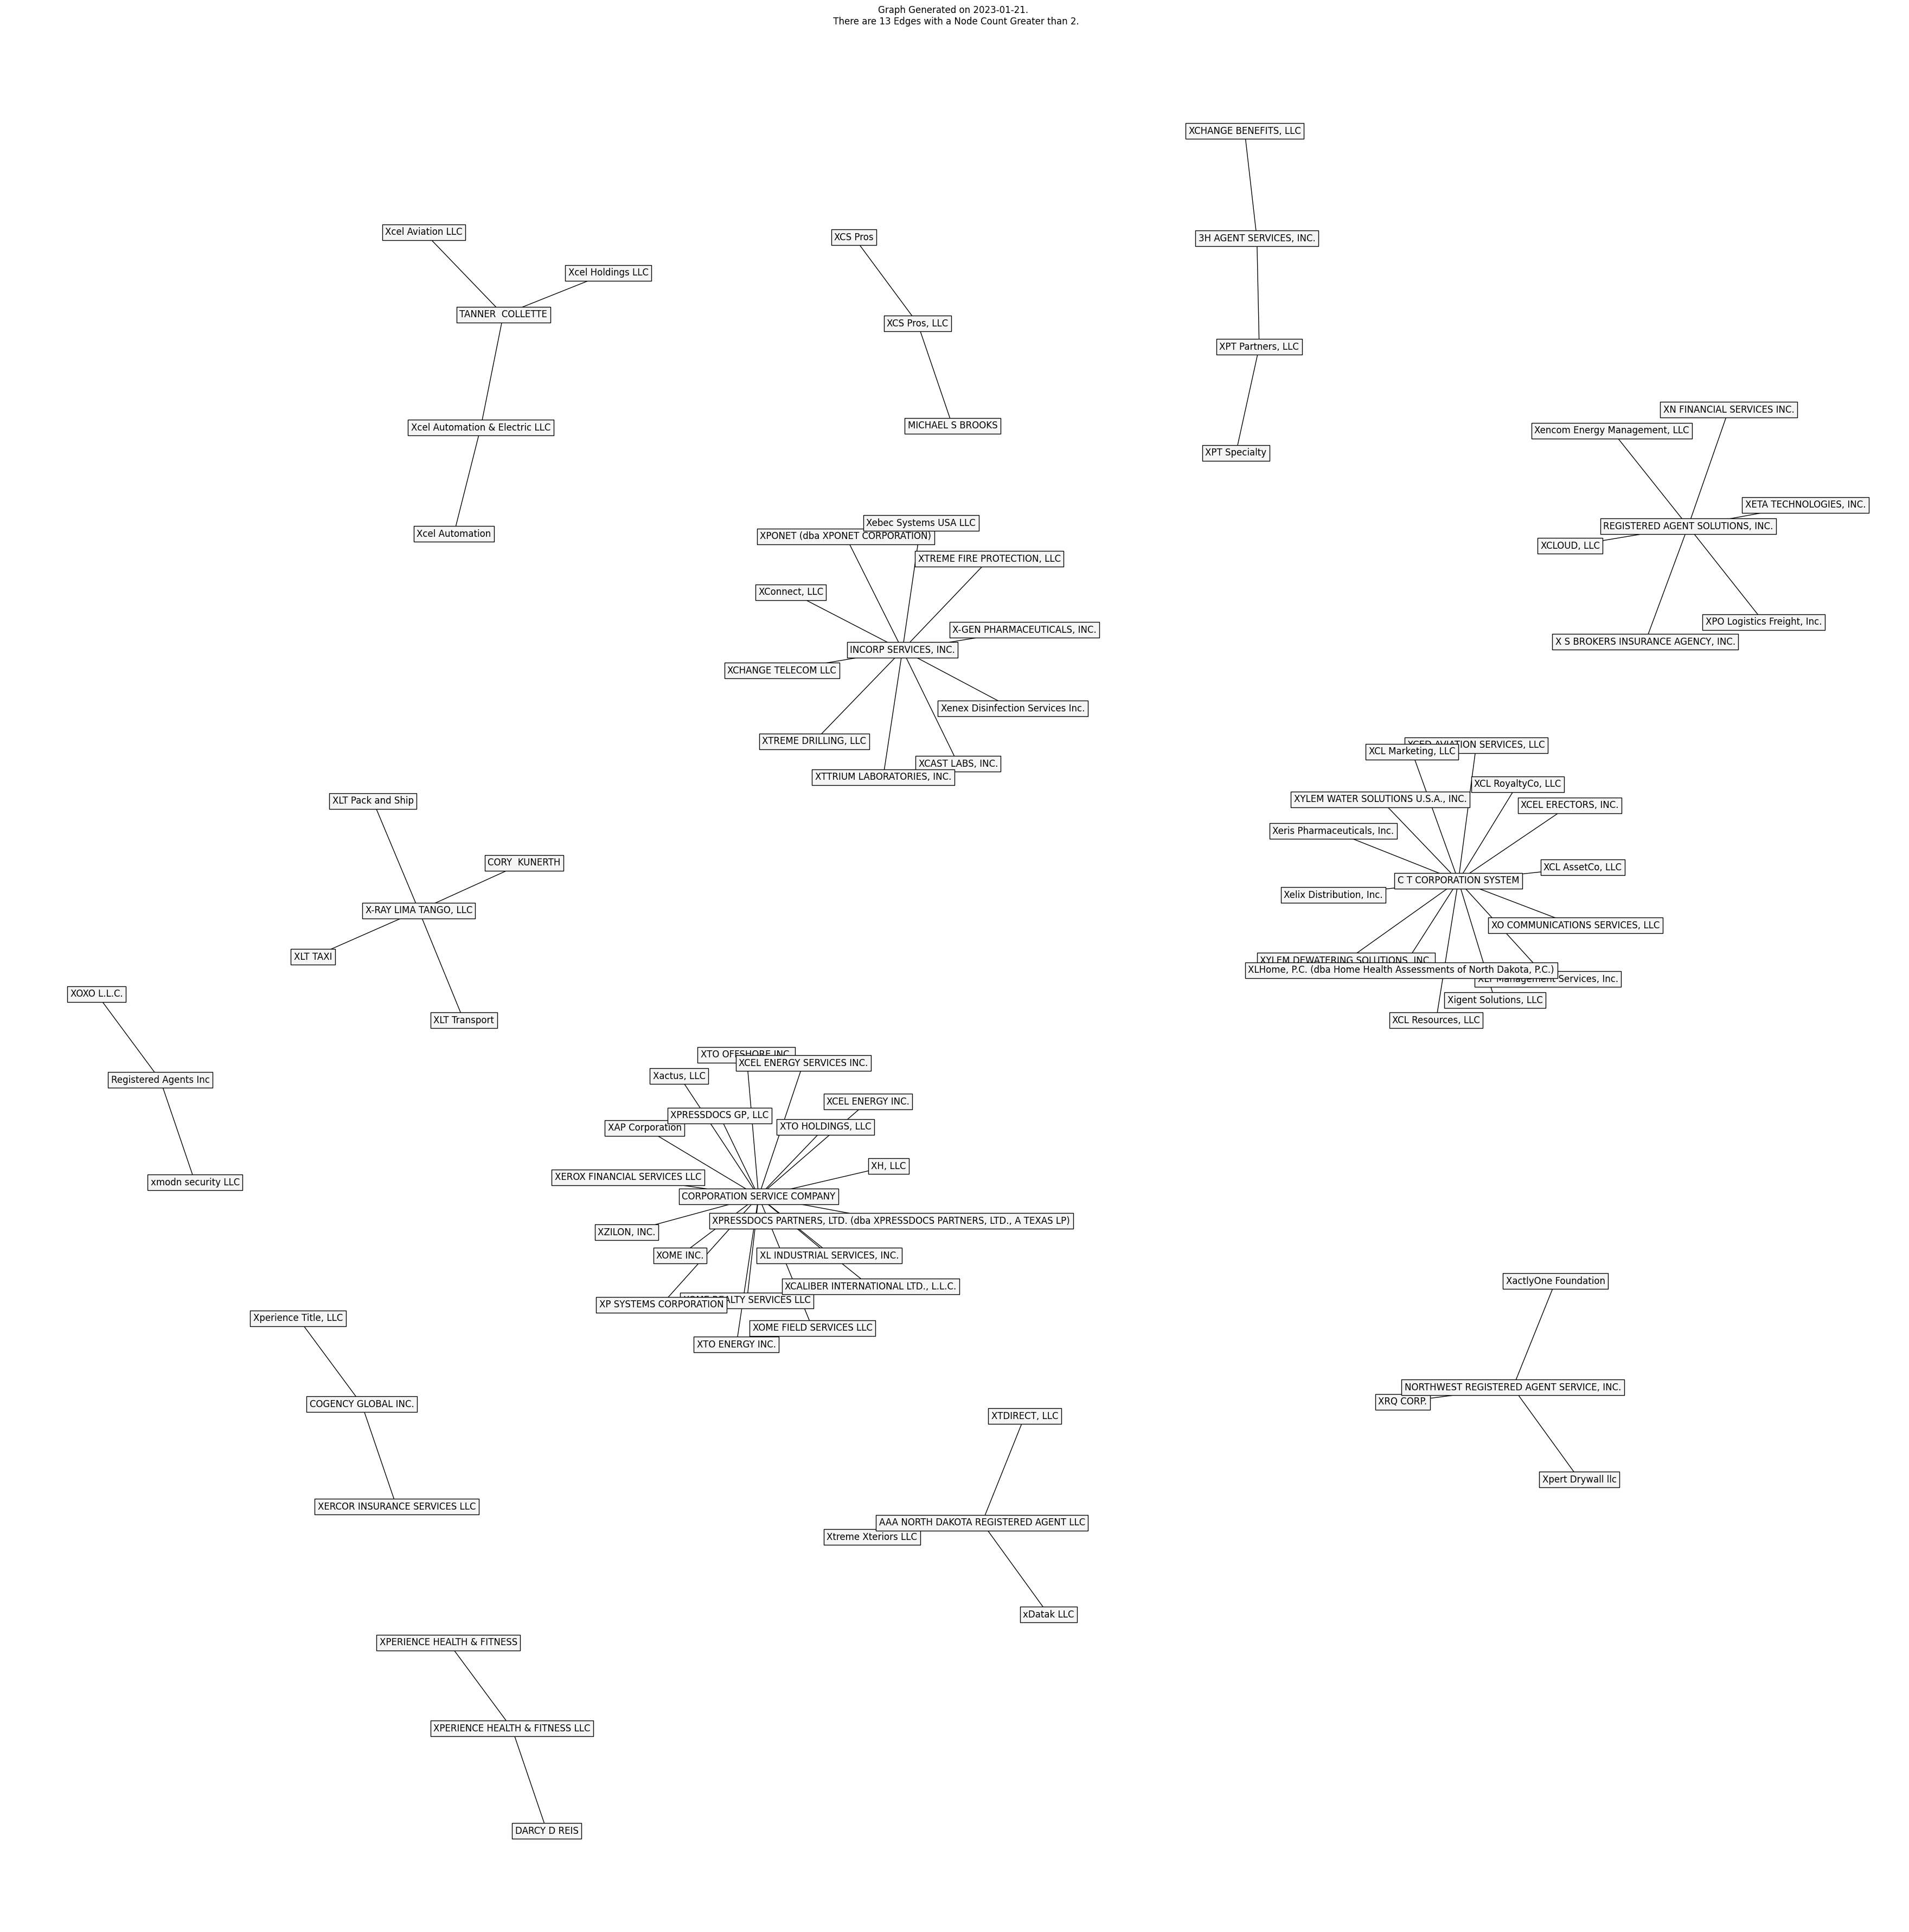 Graph Generated on 2023-01-21.
There are 13 Edges with a Node Count Greater than 2.
XCHANGE BENEFITS, LLC
3H AGENT SERVICES, INC.
XPT Partners, LLC
XPT Specialty
Xcel Aviation LLC
Xcel Holdings LLC
TANNER  COLLETTE
Xcel Automation & Electric LLC
Xcel Automation
XCS Pros
XCS Pros, LLC
MICHAEL S BROOKS
XN FINANCIAL SERVICES INC.
Xencom Energy Management, LLC
XETA TECHNOLOGIES, INC.
REGISTERED AGENT SOLUTIONS, INC.
XCLOUD, LLC
XPO Logistics Freight, Inc.
X S BROKERS INSURANCE AGENCY, INC.
Xebec Systems USA LLC
XPONET (dba XPONET CORPORATION)
XTREME FIRE PROTECTION, LLC
XConnect, LLC
X-GEN PHARMACEUTICALS, INC.
INCORP SERVICES, INC.
XCHANGE TELECOM LLC
Xenex Disinfection Services Inc.
XTREME DRILLING, LLC
XCAST LABS, INC.
XTTRIUM LABORATORIES, INC.
AVIATION SERVICES, LLC
XCL Marketing, LLC
XCL RoyaltyCo, LLC
XYLEM WATER SOLUTIONS U.S.A., INC.
XCEL ERECTORS, INC.
Xeris Pharmaceuticals, Inc.
XCL AssetCo, LLC
C T CORPORATION SYSTEM
Xelix Distribution, Inc.
XO COMMUNICATIONS SERVICES, LLC
XYLEM DEWATERING SOLUTIONS, INC.
XLHome, P.C. (dba Home Health Assessments of North Dakota, P.C.)
Management Services, Inc.
Xigent Solutions, LLC
XCL Resources, LLC
XLT Pack and Ship
CORY  KUNERTH
X-RAY LIMA TANGO, LLC
XLT TAXI
XLT Transport
XOXO L.L.C.
Registered Agents Inc
xmodn security LLC
XTO OFFSHORE INC.
XCEL ENERGY SERVICES INC.
Xactus, LLC
XCEL ENERGY INC.
XPRESSDOCS GP, LLC
XTO HOLDINGS, LLC
XAP Corporation
XH, LLC
XEROX FINANCIAL SERVICES LLC
CORPORATION SERVICE COMPANY
XPRESSDOCS PARTNERS, LTD. (dba XPRESSDOCS PARTNERS, LTD., A TEXAS LP)
XZILON, INC.
XOME INC.
XL INDUSTRIAL SERVICES, INC.
XCALIBER INTERNATIONAL LTD., L.L.C.
XOME REALTY SERVICES LLC
XP SYSTEMS CORPORATION
XOME FIELD SERVICES LLC
XTO ENERGY INC.
XactlyOne Foundation
NORTHWEST REGISTERED AGENT SERVICE, INC.
XRQ CORP.
Xpert Drywall llc
Xperience Title, LLC
COGENCY GLOBAL INC.
XERCOR INSURANCE SERVICES LLC
XTDIRECT, LLC
AAA NORTH DAKOTA REGISTERED AGENT LLC
Xtreme Xteriors LLC
xDatak LLC
XPERIENCE HEALTH & FITNESS
XPERIENCE HEALTH & FITNESS LLC
DARCY D REIS